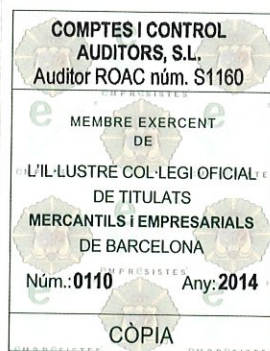 COMPTES I CONTROL
AUDITORS, S.L.
Auditor ROAC núm. S1160
MEMBRE EXERCENT
DE
L'IL·LUSTRE COL·LEGI OFICIAL
DE TITULATS
MERCANTILS i EMPRESARIALS
DE BARCELONA
Núm.: 0110 Any: 2014
CÒPIA